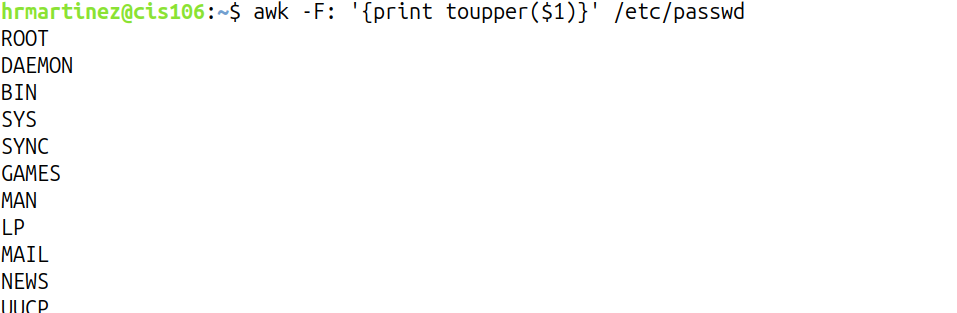 hrmartinez@cis106:~$ awk -F: '{print toupper($1)}' /etc/passwd
ROOT
DAEMON
BIN
SYS
SYNC
GAMES
MAN
LP
MAIL
NEWS
UUCP